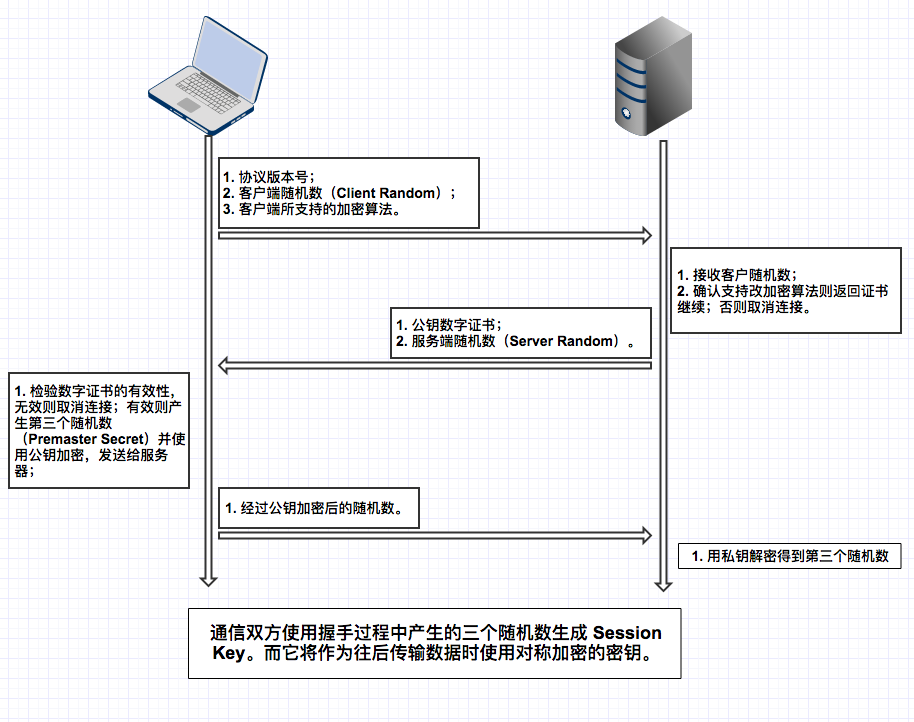 1. 协议版本号；
2. 客户端随机数（Client Random）；
3. 客户端所支持的加密算法。
1. 接收客户随机数；
2. 确认支持改加密算法则返回证书
继续；否则取消连接。
1. 公钥数字证书；
2. 服务端随机数（Server Random）。
1. 检验数字证书的有效性，
无效则取消连接；有效则产
生第三个随机数
（Premaster Secret）并使
用公钥加密，发送给服务
器；
1. 经过公钥加密后的随机数。
1. 用私钥解密得到第三个随机数
通信双方使用握手过程中产生的三个随机数生成 Session
Key。而它将作为往后传输数据时使用对称加密的密钥。